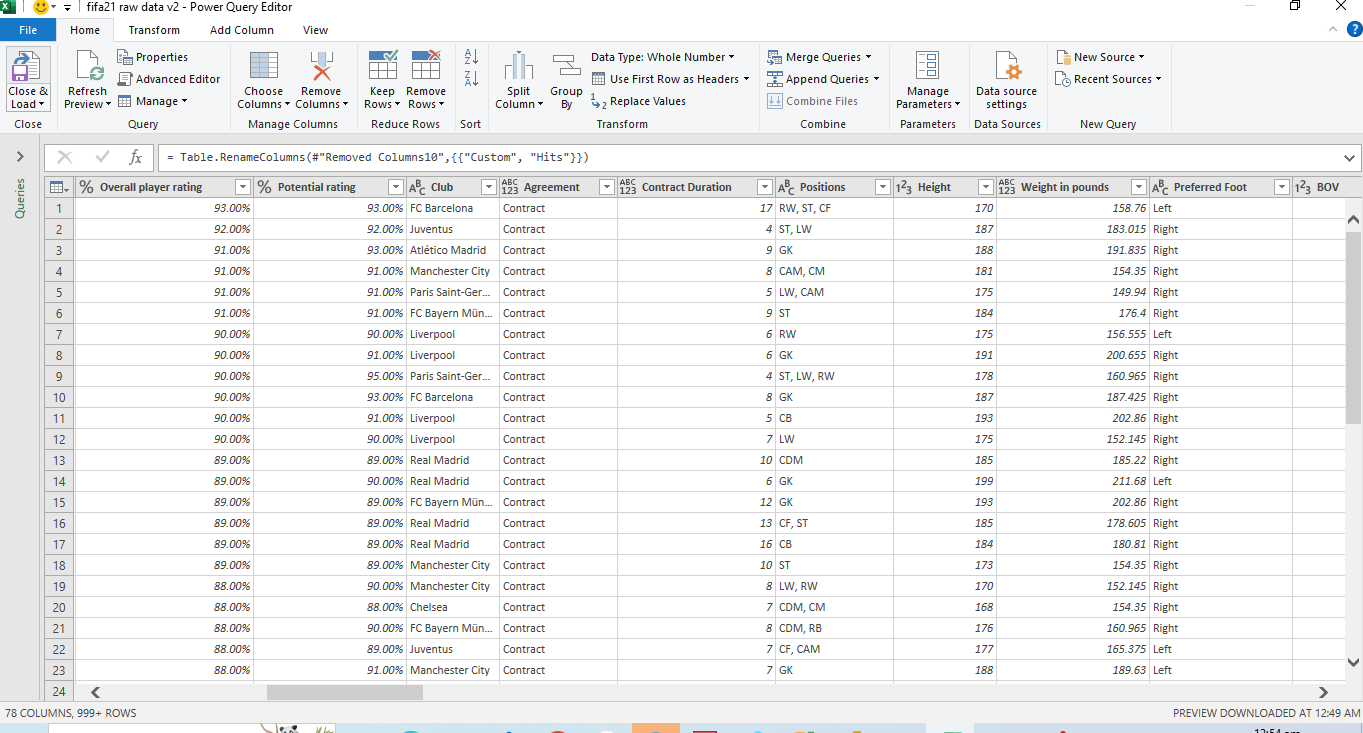 fifa21 raw data v2 - Power Query Editor
File Home Transform Add Column View
Close & Load
Refresh Preview
Properties
Advanced Editor
Manage
Choose Columns
Remove Columns
Keep Rows
Remove Rows
Split Column
Group By
Data Type: Whole Number
Use First Row as Headers
Replace Values
Merge Queries
Append Queries
Combine Files
Manage Parameters
Data source settings
New Source
Recent Sources
Close Query Manage Columns Reduce Rows Sort Transform Combine Parameters Data Sources New Query
fx = Table.RenameColumns(#"Removed Columns10",{{"Custom", "Hits"}})
Queries
% Overall player rating % Potential rating ABC Club ABC123 Agreement ABC123 Contract Duration ABC Positions 123 Height ABC123 Weight in pounds ABC Preferred Foot 123 BOV
1 93.00% 93.00% FC Barcelona Contract 17 RW, ST, CF 170 158.76 Left
2 92.00% 92.00% Juventus Contract 4 ST, LW 187 183.015 Right
3 91.00% 93.00% Atlético Madrid Contract 9 GK 188 191.835 Right
4 91.00% 91.00% Manchester City Contract 8 CAM, CM 181 154.35 Right
5 91.00% 91.00% Paris Saint-Ger... Contract 5 LW, CAM 175 149.94 Right
6 91.00% 91.00% FC Bayern Mün... Contract 9 ST 184 176.4 Right
7 90.00% 90.00% Liverpool Contract 6 RW 175 156.555 Left
8 90.00% 91.00% Liverpool Contract 6 GK 191 200.655 Right
9 90.00% 95.00% Paris Saint-Ger... Contract 4 ST, LW, RW 178 160.965 Right
10 90.00% 93.00% FC Barcelona Contract 8 GK 187 187.425 Right
11 90.00% 91.00% Liverpool Contract 5 CB 193 202.86 Right
12 90.00% 90.00% Liverpool Contract 7 LW 175 152.145 Right
13 89.00% 89.00% Real Madrid Contract 10 CDM 185 185.22 Right
14 89.00% 90.00% Real Madrid Contract 6 GK 199 211.68 Left
15 89.00% 89.00% FC Bayern Mün... Contract 12 GK 193 202.86 Right
16 89.00% 89.00% Real Madrid Contract 13 CF, ST 185 178.605 Right
17 89.00% 89.00% Real Madrid Contract 16 CB 184 180.81 Right
18 89.00% 89.00% Manchester City Contract 10 ST 173 154.35 Right
19 88.00% 90.00% Manchester City Contract 8 LW, RW 170 152.145 Right
20 88.00% 88.00% Chelsea Contract 7 CDM, CM 168 154.35 Right
21 88.00% 90.00% FC Bayern Mün... Contract 8 CDM, RB 176 160.965 Right
22 88.00% 89.00% Juventus Contract 7 CF, CAM 177 165.375 Left
23 88.00% 91.00% Manchester City Contract 7 GK 188 189.63 Left
24
78 COLUMNS, 999+ ROWS PREVIEW DOWNLOADED AT 12:49 AM